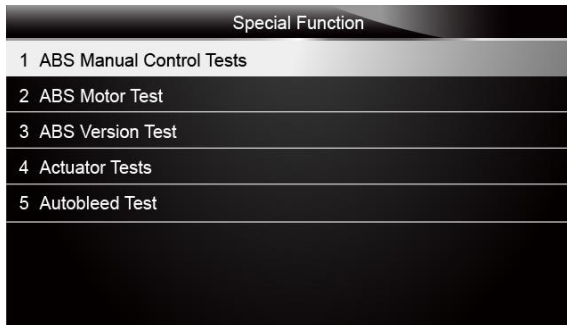 Special Function
1 ABS Manual Control Tests
2 ABS Motor Test
3 ABS Version Test
4 Actuator Tests
5 Autobleed Test